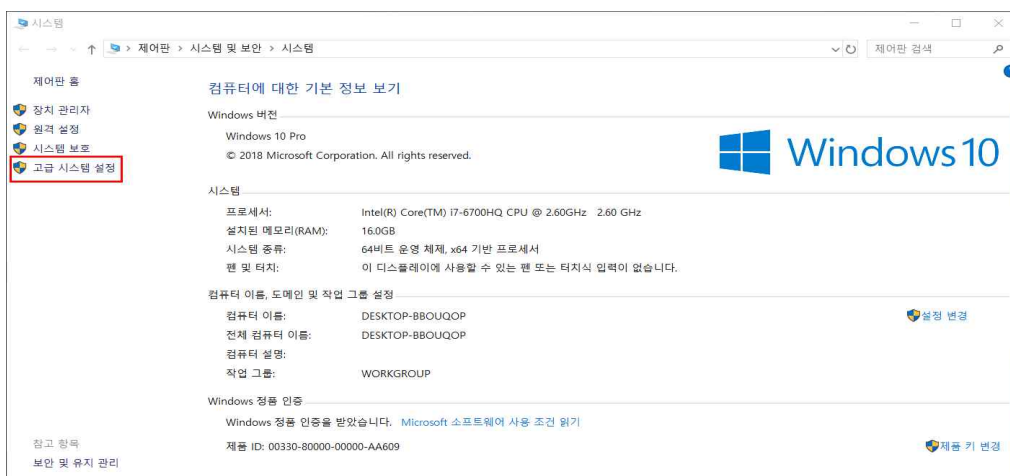 시스템
제어판 > 시스템 및 보안 > 시스템
제어판 검색
제어판 홈
장치 관리자
원격 설정
시스템 보호
고급 시스템 설정
컴퓨터에 대한 기본 정보 보기
Windows 버전
Windows 10 Pro
© 2018 Microsoft Corporation. All rights reserved.
Windows 10
시스템
프로세서: Intel(R) Core(TM) i7-6700HQ CPU @ 2.60GHz 2.60 GHz
설치된 메모리(RAM): 16.0GB
시스템 종류: 64비트 운영 체제, x64 기반 프로세서
펜 및 터치: 이 디스플레이에 사용할 수 있는 펜 또는 터치식 입력이 없습니다.
컴퓨터 이름, 도메인 및 작업 그룹 설정
컴퓨터 이름: DESKTOP-BBOUQOP
설정 변경
전체 컴퓨터 이름: DESKTOP-BBOUQOP
컴퓨터 설명:
작업 그룹: WORKGROUP
Windows 정품 인증
Windows 정품 인증을 받았습니다. Microsoft 소프트웨어 사용 조건 읽기
제품 ID: 00330-80000-00000-AA609
제품 키 변경
참고 항목
보안 및 유지 관리